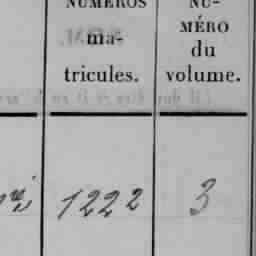 NUMÉROS
ma-
tricules.
NU-
MÉRO
du
volume.
1222
3